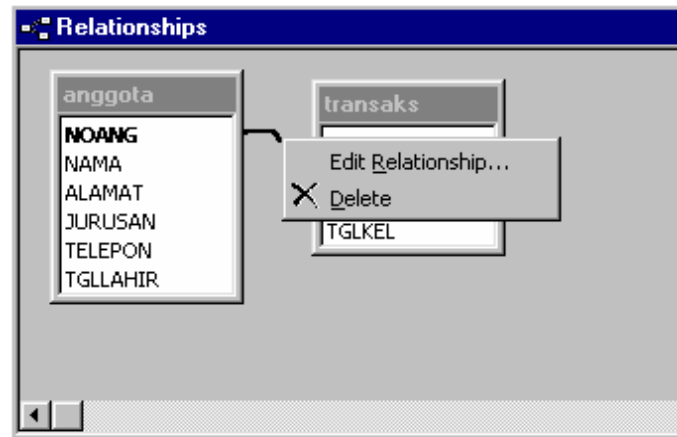 Relationships
anggota
NOANG
NAMA
ALAMAT
JURUSAN
TELEPON
TGLLAHIR
transaks
Edit Relationship...
Delete
TGLKEL